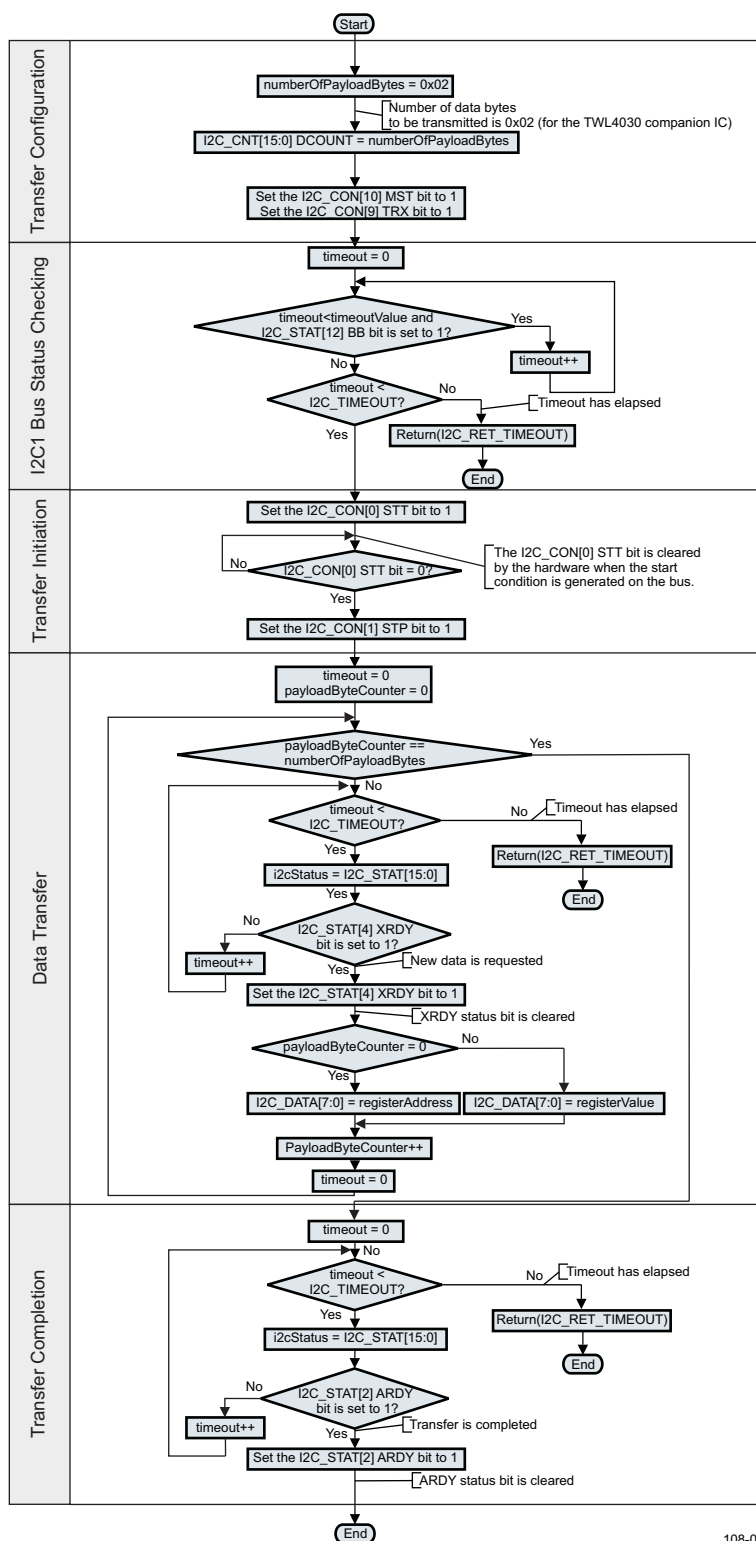 Start
Transfer Configuration
numberOfPayloadBytes = 0x02
Number of data bytes
to be transmitted is 0x02 (for the TWL4030 companion IC)
I2C_CNT[15:0] DCOUNT = numberOfPayloadBytes
Set the I2C_CON[10] MST bit to 1
Set the I2C_CON[9] TRX bit to 1
I2C1 Bus Status Checking
timeout = 0
timeout<timeoutValue and
I2C_STAT[12] BB bit is set to 1?
Yes
timeout++
No
timeout <
I2C_TIMEOUT?
No
Timeout has elapsed
Yes
Return(I2C_RET_TIMEOUT)
End
Transfer Initiation
Set the I2C_CON[0] STT bit to 1
No
I2C_CON[0] STT bit = 0?
The I2C_CON[0] STT bit is cleared
by the hardware when the start
condition is generated on the bus.
Yes
Set the I2C_CON[1] STP bit to 1
Data Transfer
timeout = 0
payloadByteCounter = 0
payloadByteCounter ==
numberOfPayloadBytes
Yes
No
timeout <
I2C_TIMEOUT?
No
Timeout has elapsed
Yes
Return(I2C_RET_TIMEOUT)
End
i2cStatus = I2C_STAT[15:0]
Yes
I2C_STAT[4] XRDY
bit is set to 1?
No
timeout++
Yes
New data is requested
Set the I2C_STAT[4] XRDY bit to 1
XRDY status bit is cleared
payloadByteCounter = 0
No
Yes
I2C_DATA[7:0] = registerAddress
I2C_DATA[7:0] = registerValue
PayloadByteCounter++
timeout = 0
Transfer Completion
timeout = 0
No
timeout <
I2C_TIMEOUT?
No
Timeout has elapsed
Yes
Return(I2C_RET_TIMEOUT)
End
i2cStatus = I2C_STAT[15:0]
I2C_STAT[2] ARDY
bit is set to 1?
No
timeout++
Yes
Transfer is completed
Set the I2C_STAT[2] ARDY bit to 1
ARDY status bit is cleared
End